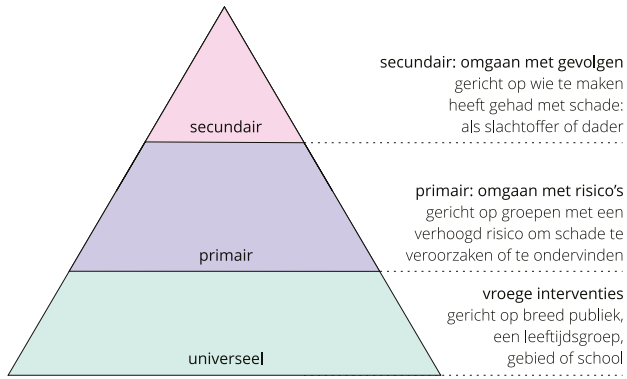 secundair: omgaan met gevolgen
gericht op wie te maken
heeft gehad met schade:
als slachtoffer of dader
secundair
primair: omgaan met risico's
gericht op groepen met een
verhoogd risico om schade te
veroorzaken of te ondervinden
primair
vroege interventies
gericht op breed publiek,
een leeftijdsgroep,
gebied of school
universeel